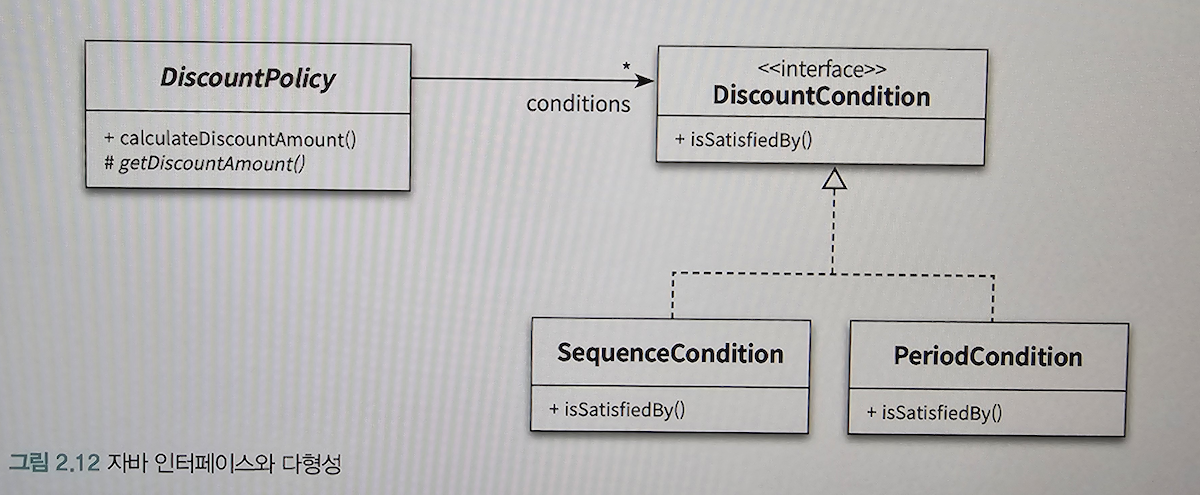 DiscountPolicy
+ calculateDiscountAmount()
# getDiscountAmount()
*
conditions
<<interface>>
DiscountCondition
+ isSatisfiedBy()
SequenceCondition
+ isSatisfiedBy()
PeriodCondition
+ isSatisfiedBy()
그림 2.12 자바 인터페이스와 다형성